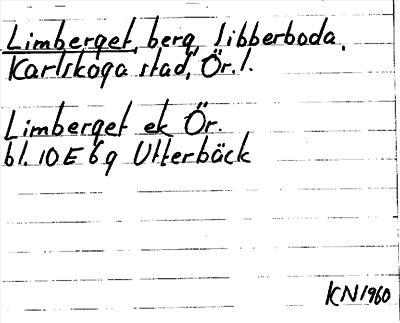 Limberget, berg, Sibberboda,
Karlskoga stad, Ör. l.
Limberget ek Ör.
bl. 10 E 6 g Utterbäck
KN 1960